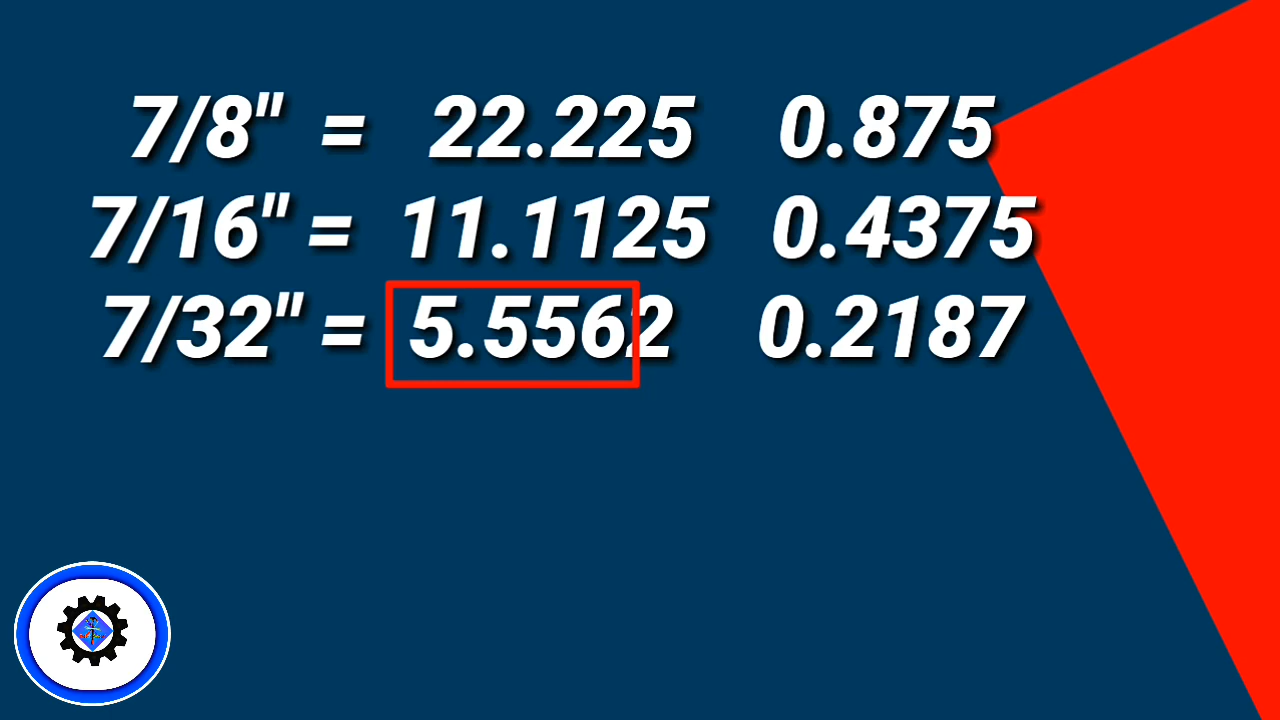 7/8" = 22.225 0.875
7/16" = 11.1125 0.4375
7/32" = 5.5562 0.2187